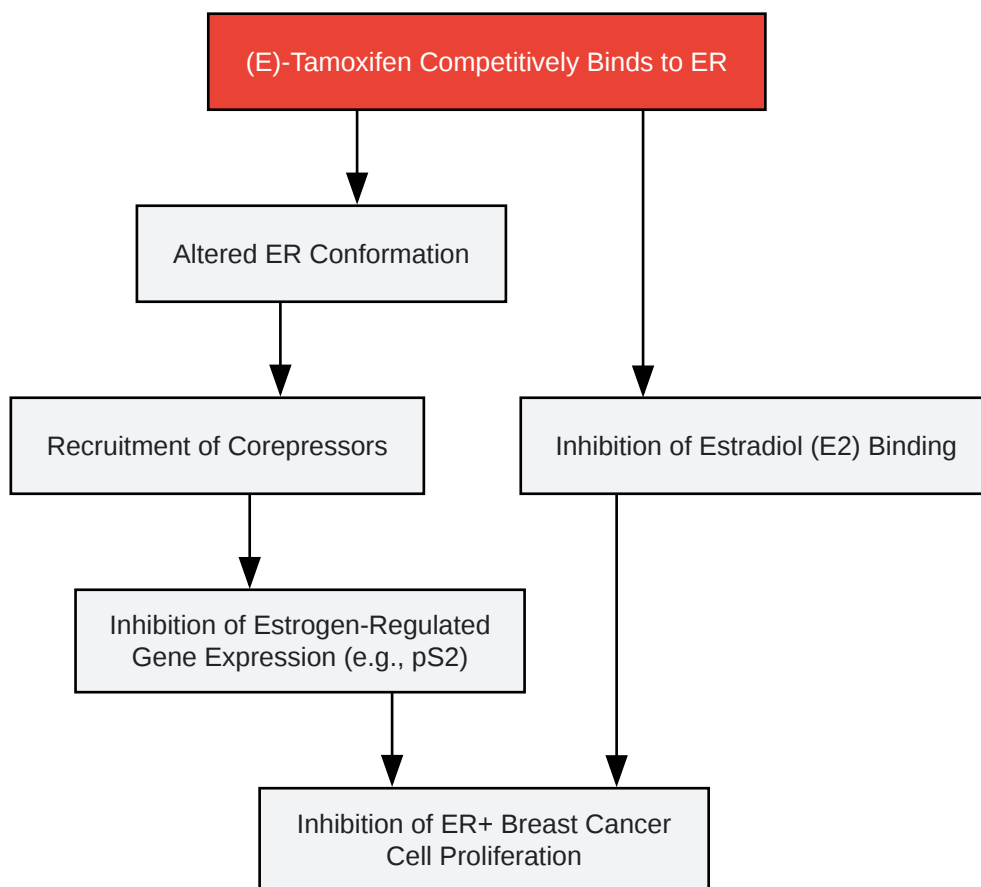 (E)-Tamoxifen Competitively Binds to ER
Altered ER Conformation
Recruitment of Corepressors
Inhibition of Estradiol (E2) Binding
Inhibition of Estrogen-Regulated
Gene Expression (e.g., pS2)
Inhibition of ER+ Breast Cancer
Cell Proliferation